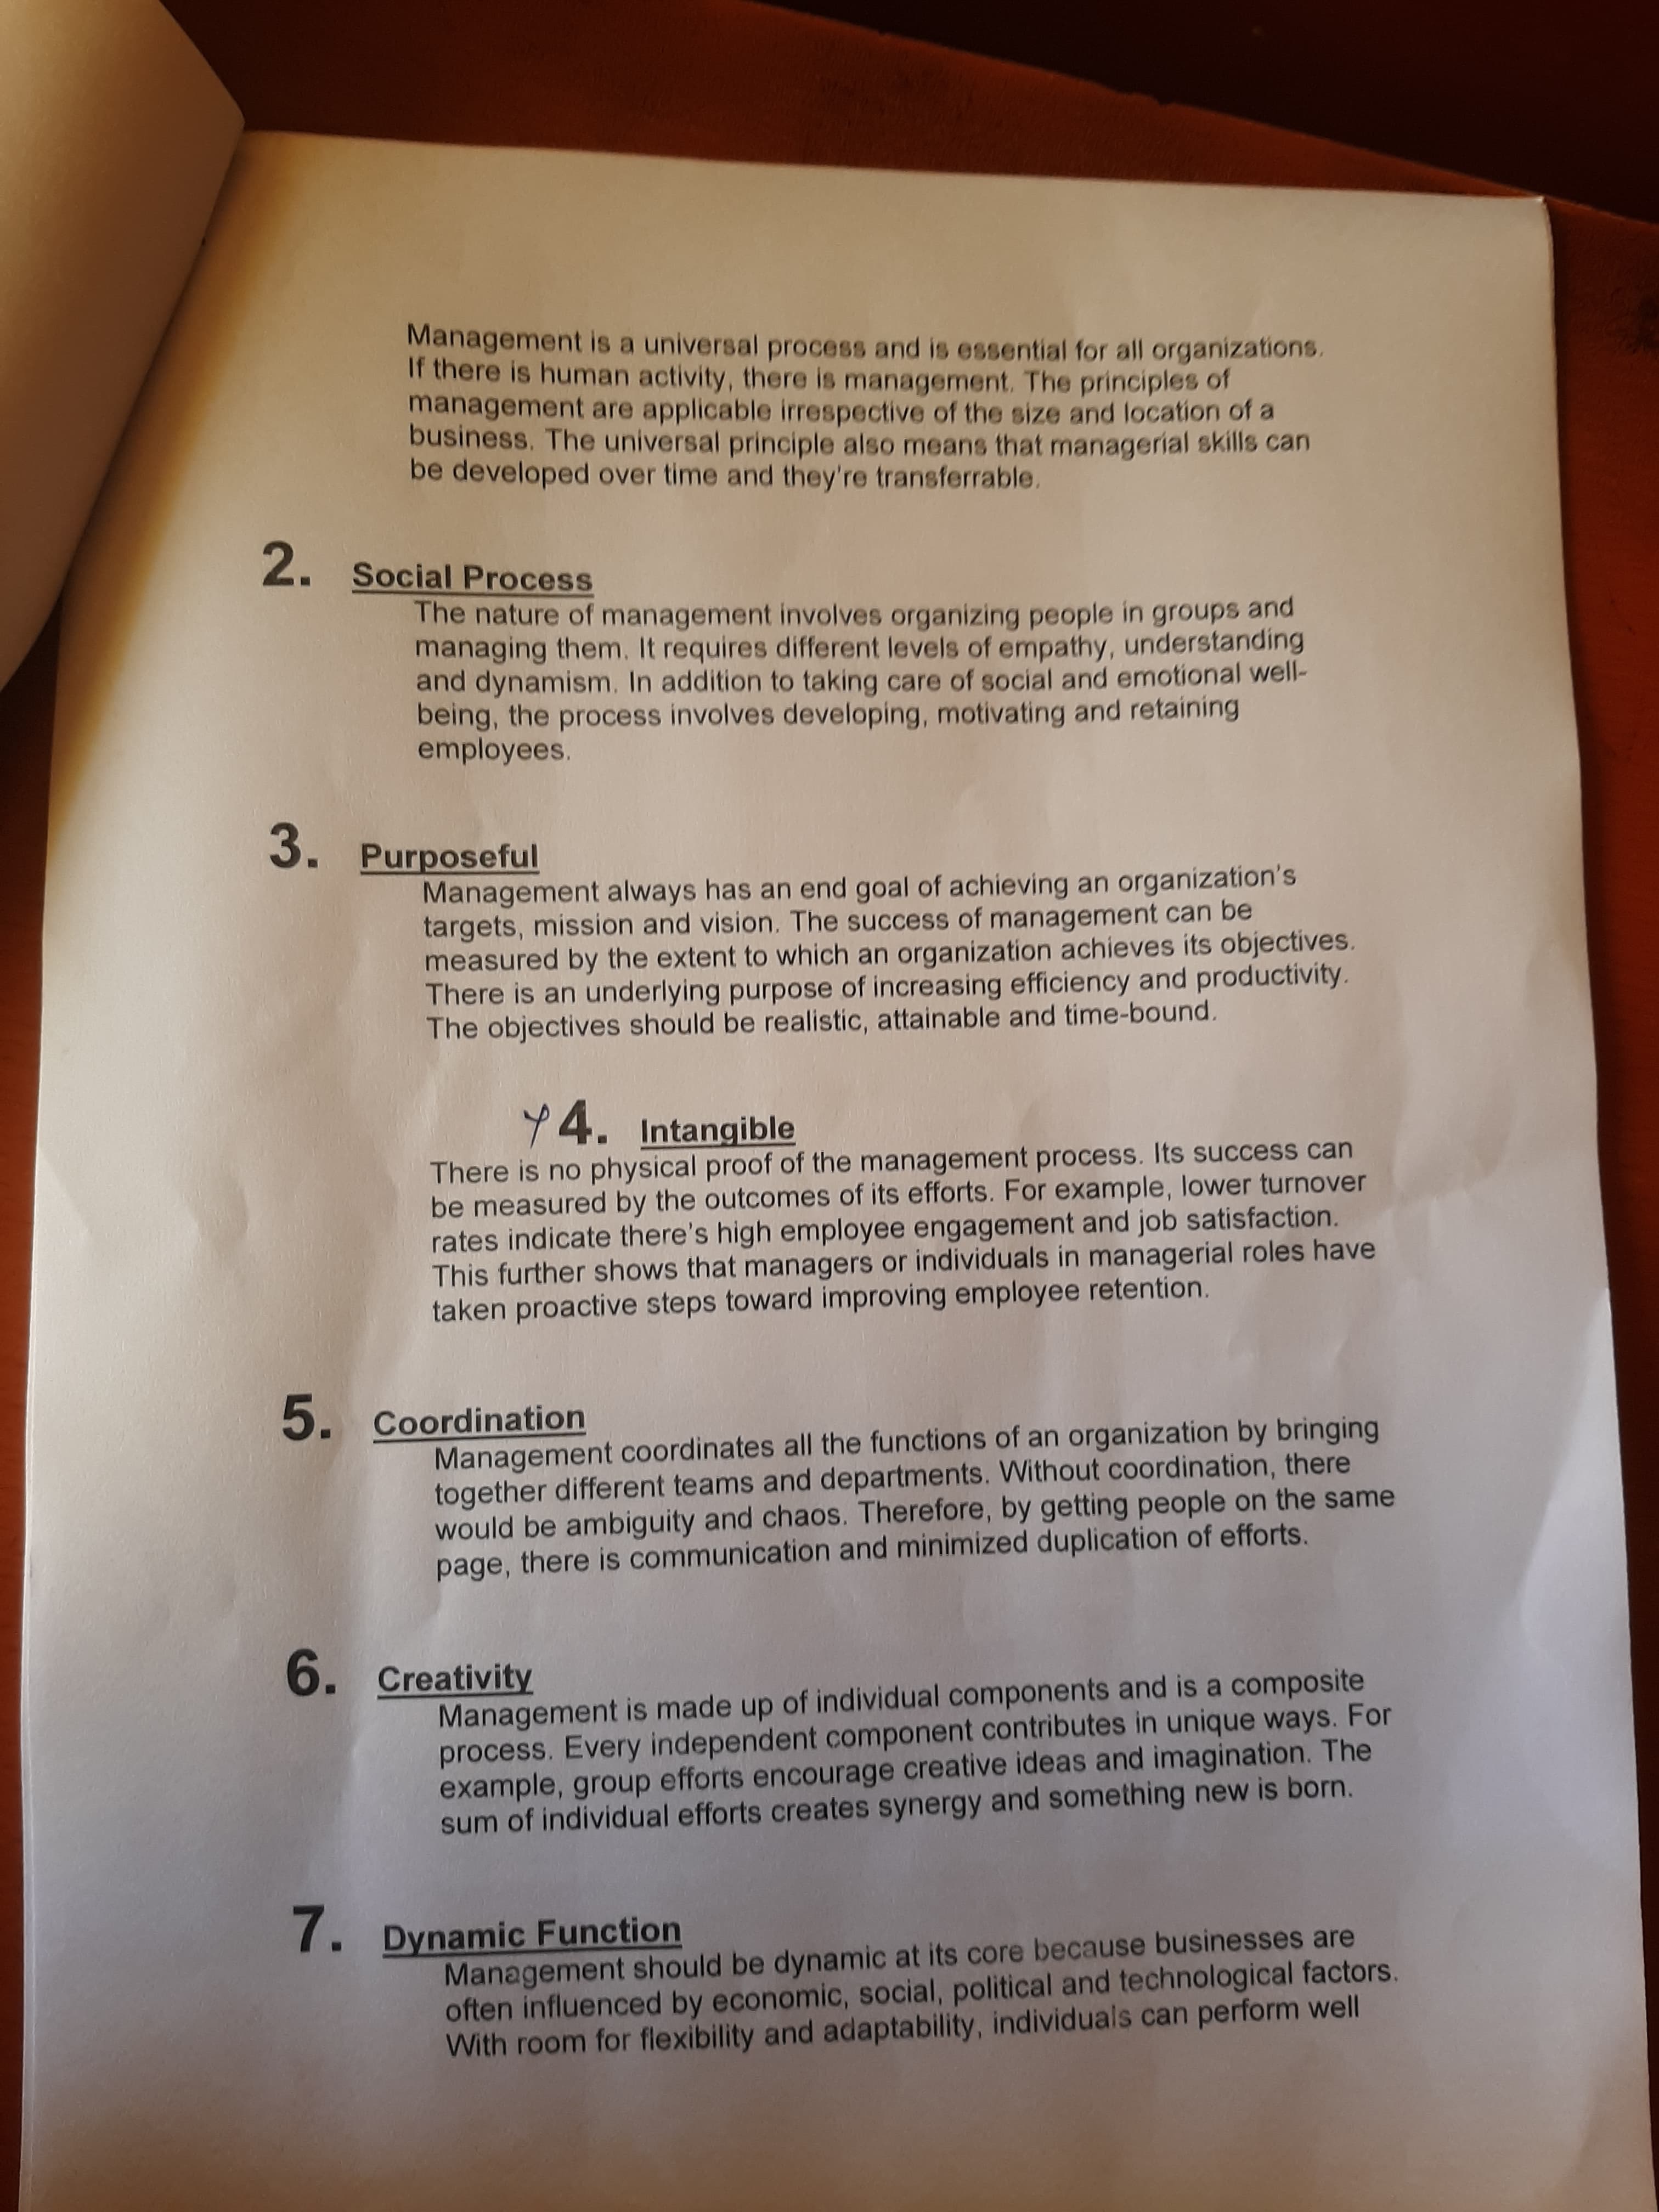 Management is a universal process and is essential for all organizations.
If there is human activity, there is management. The principles of
management are applicable irrespective of the size and location of a
business. The universal principle also means that managerial skills can
be developed over time and they're transferrable.
2. Social Process
The nature of management involves organizing people in groups and
managing them. It requires different levels of empathy, understanding
and dynamism. In addition to taking care of social and emotional well-
being, the process involves developing, motivating and retaining
employees.
3. Purposeful
Management always has an end goal of achieving an organization's
targets, mission and vision. The success of management can be
measured by the extent to which an organization achieves its objectives.
There is an underlying purpose of increasing efficiency and productivity.
The objectives should be realistic, attainable and time-bound.
4. Intangible
There is no physical proof of the management process. Its success can
be measured by the outcomes of its efforts. For example, lower turnover
rates indicate there's high employee engagement and job satisfaction.
This further shows that managers or individuals in managerial roles have
taken proactive steps toward improving employee retention.
5. Coordination
Management coordinates all the functions of an organization by bringing
together different teams and departments. Without coordination, there
would be ambiguity and chaos. Therefore, by getting people on the same
page, there is communication and minimized duplication of efforts.
6. Creativity
Management is made up of individual components and is a composite
process. Every independent component contributes in unique ways. For
example, group efforts encourage creative ideas and imagination. The
sum of individual efforts creates synergy and something new is born.
7. Dynamic Function
Management should be dynamic at its core because businesses are
often influenced by economic, social, political and technological factors.
With room for flexibility and adaptability, individuals can perform well